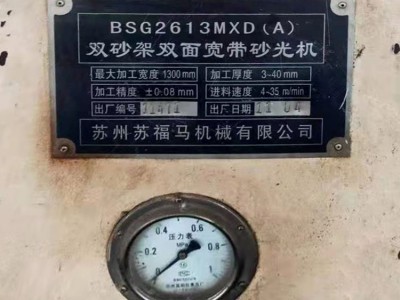 BSG2613MXD（A）
双砂架双面宽带砂光机
最大加工宽度 1300mm 加工厚度 3-40mm
加工精度 ±0.08mm 进料速度 4-35m/min
出厂编号 出厂日期 11 04
苏州苏福马机械有限公司
0.4 0.6
压力表
0.2 MPa 0.8
0 1